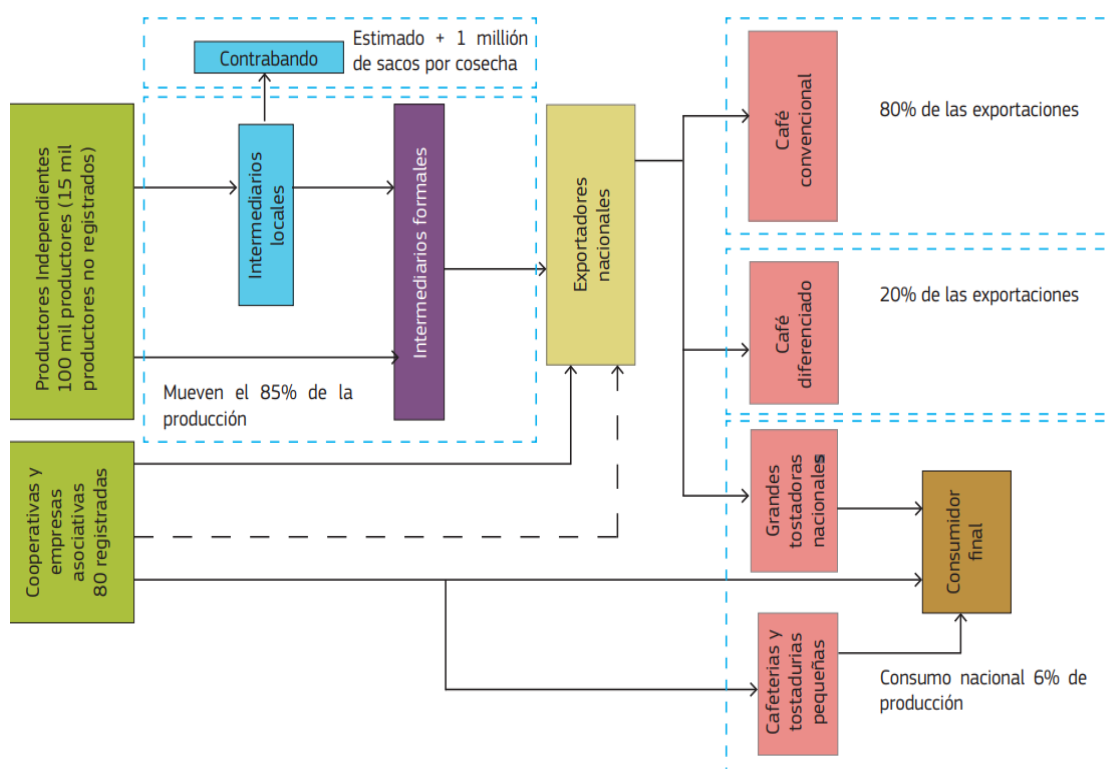 Contrabando
Estimado + 1 millión
de sacos por cosecha
Productores Independientes
100 mil productores (15 mil
productores no registrados)
Intermediarios
locales
Intermediarios formales
Mueven el 85% de la
producción
Exportadores
nacionales
Café
convencional
80% de las exportaciones
Café
diferenciado
20% de las exportaciones
Cooperativas y
empresas
asociativas
80 registradas
Grandes
tostadoras
nacionales
Consumidor
final
Cafeterias y
tostadurias
pequeñas
Consumo nacional 6% de
producción